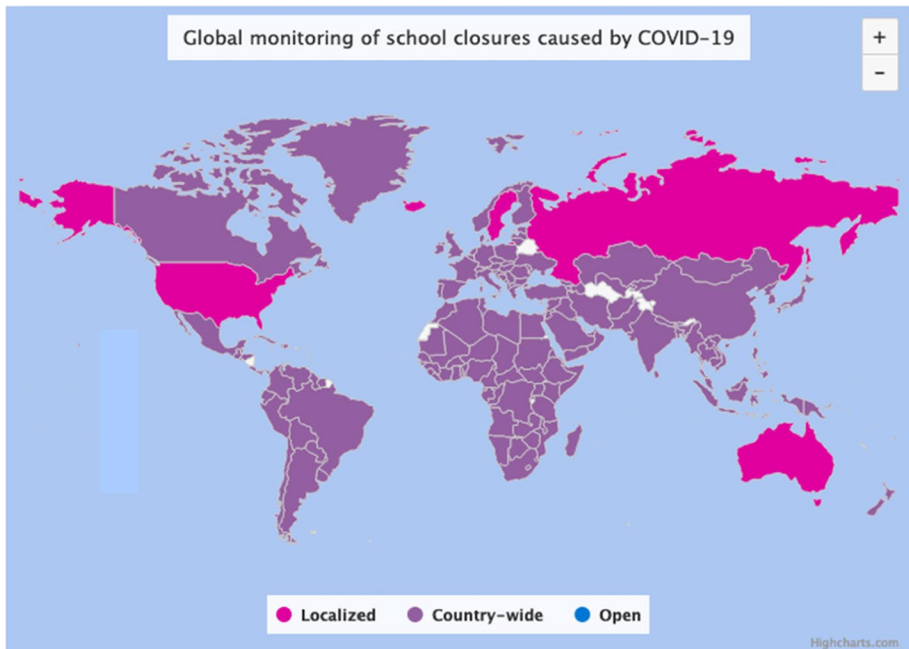 Global monitoring of school closures caused by COVID-19
+
−
Localized
Country-wide
Open
Highcharts.com